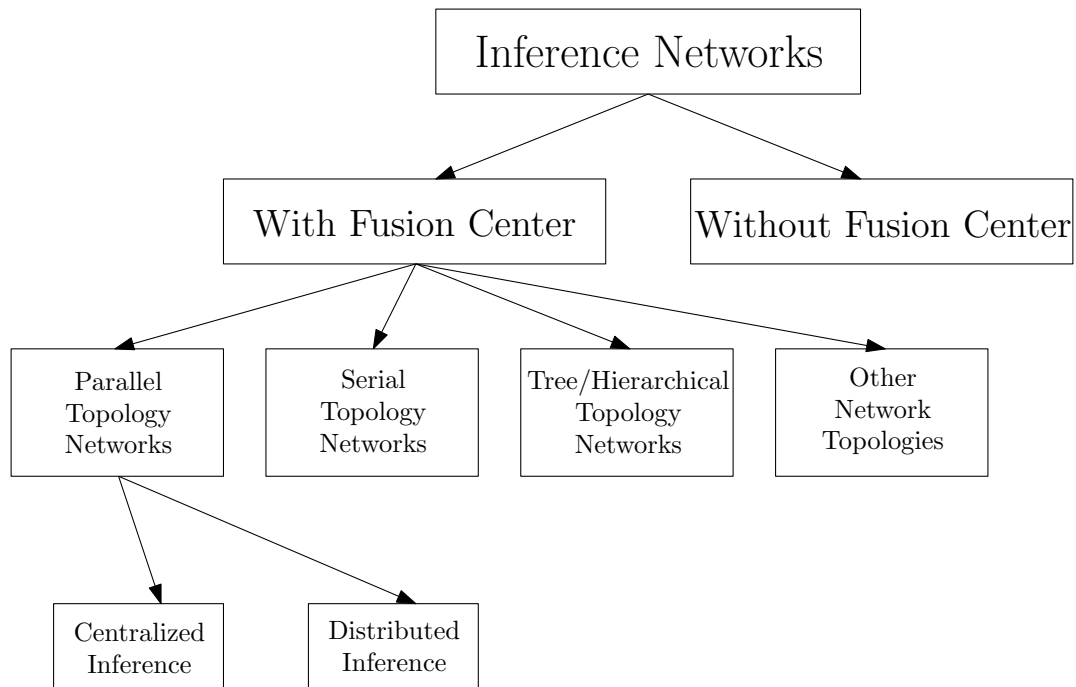 Inference Networks
With Fusion Center
Without Fusion Center
Parallel
Topology
Networks
Serial
Topology
Networks
Tree/Hierarchical
Topology
Networks
Other
Network
Topologies
Centralized
Inference
Distributed
Inference